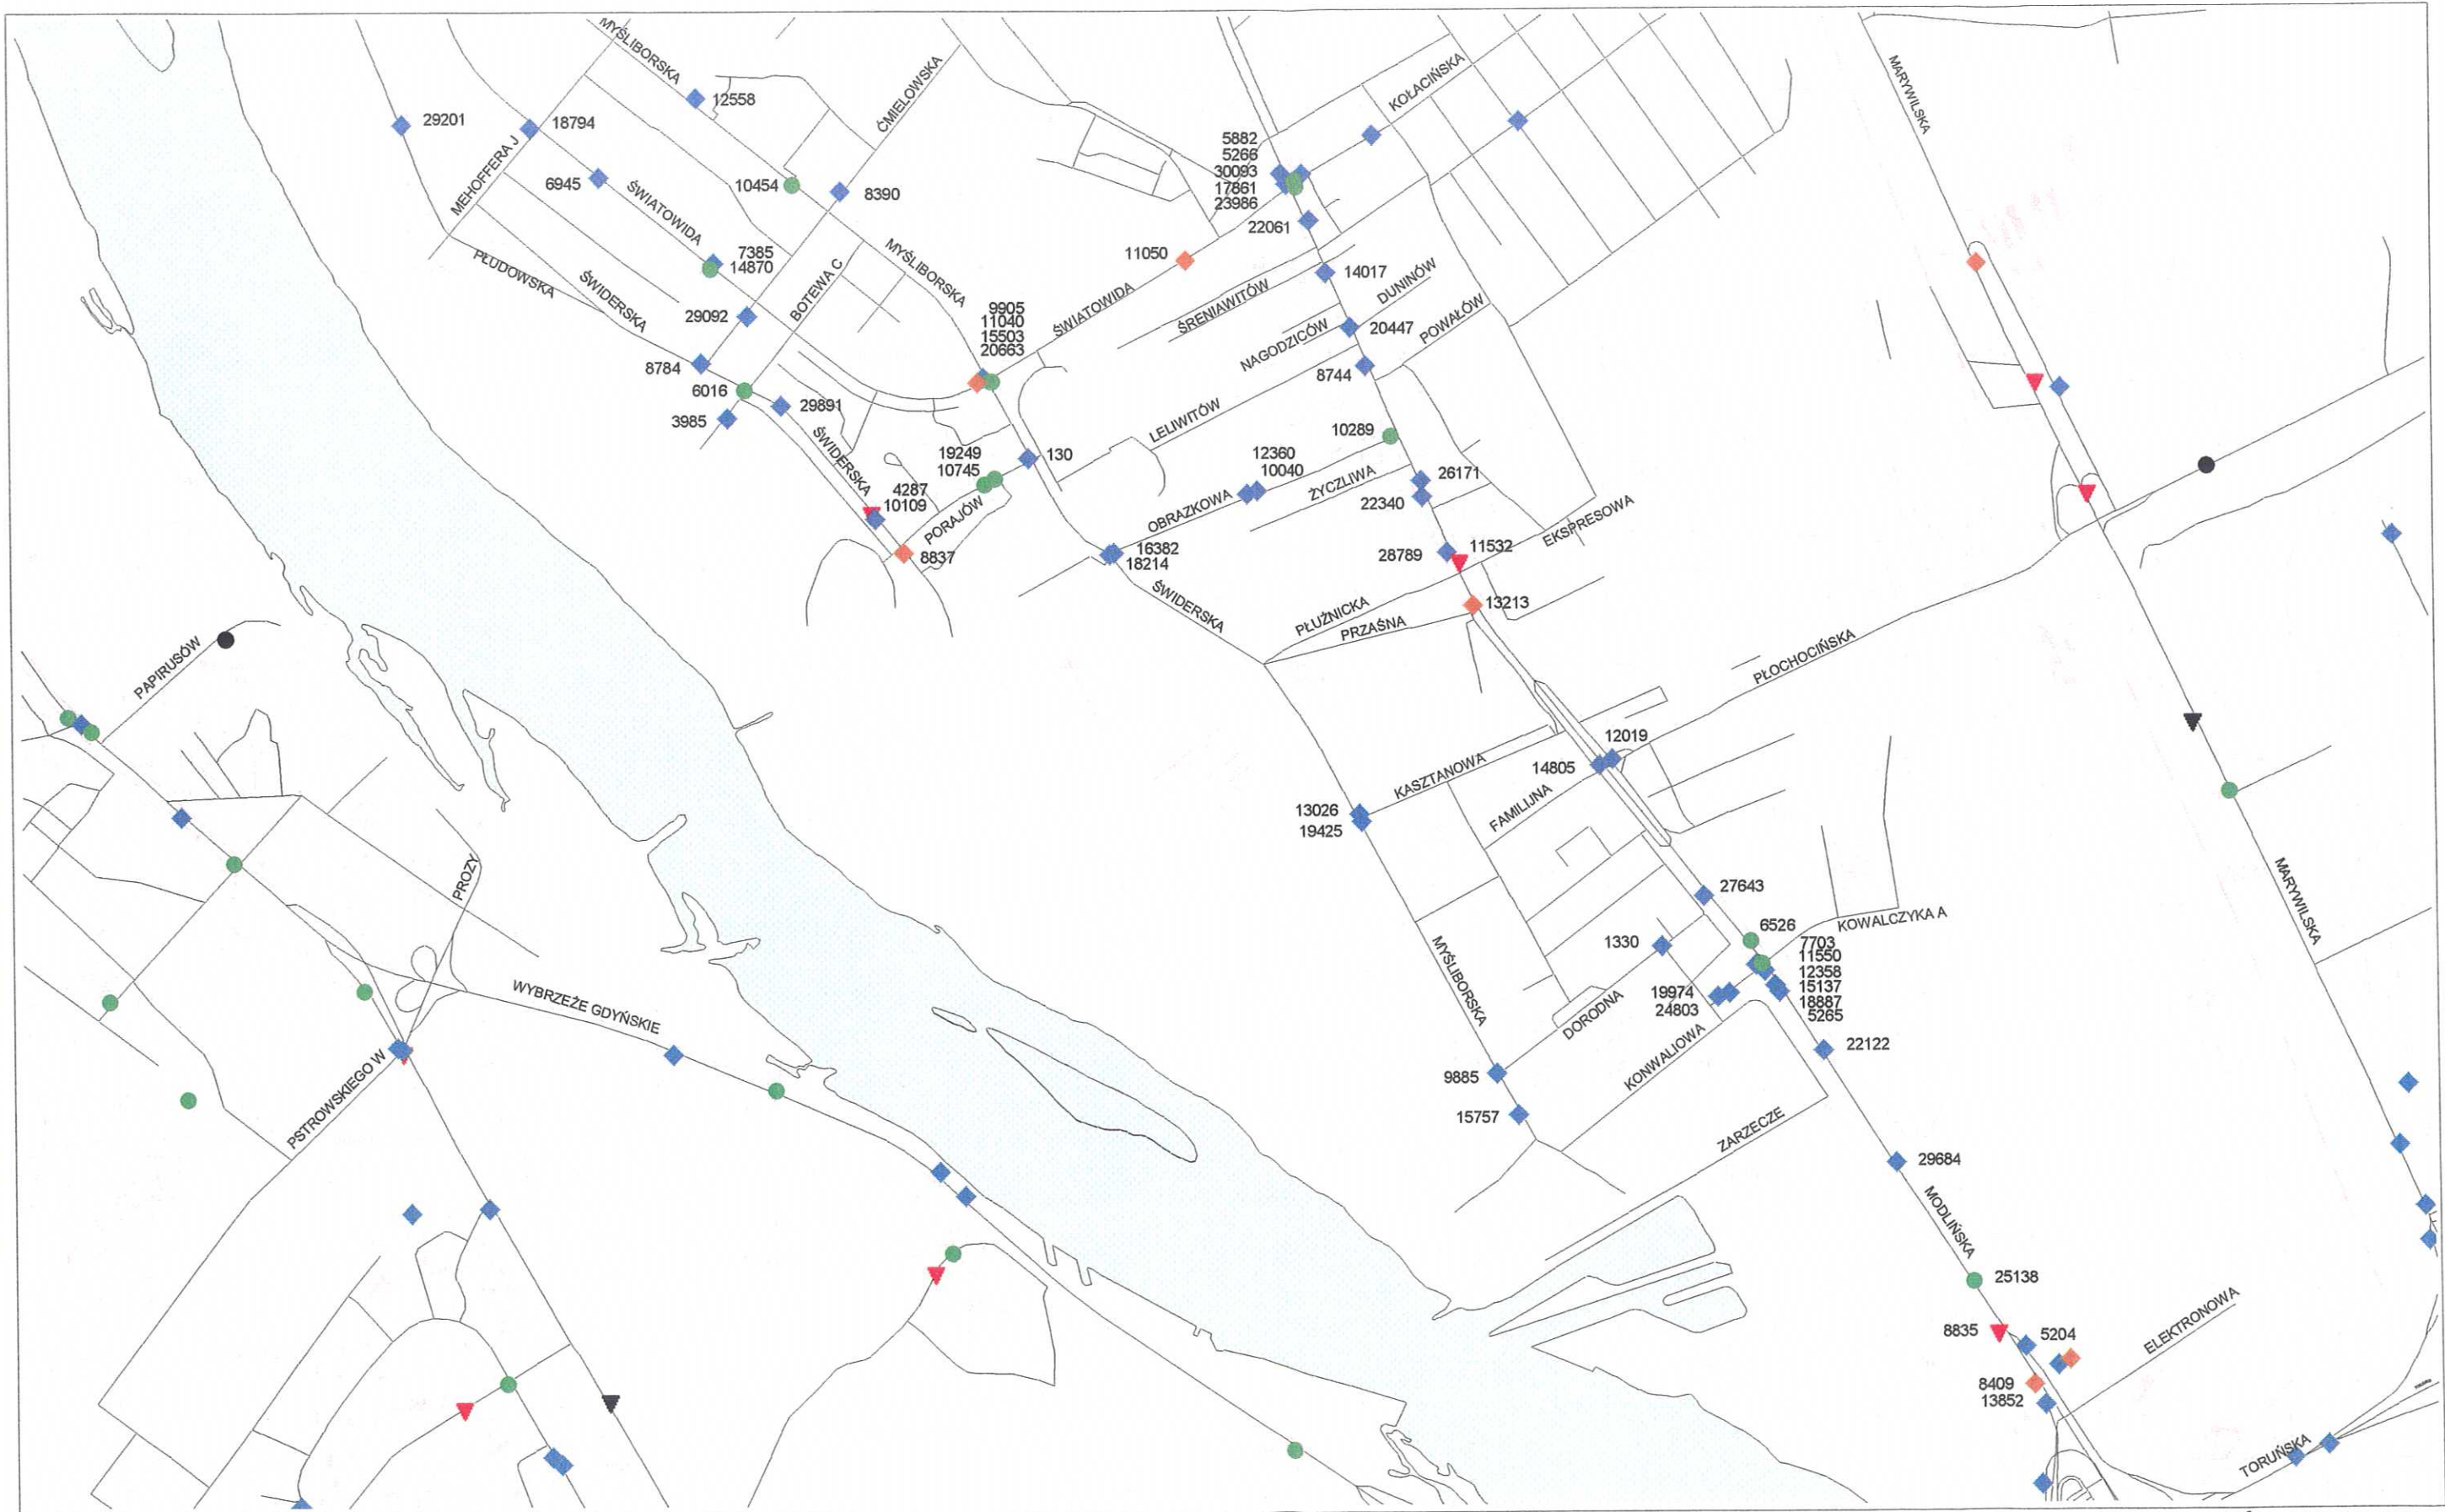 MYŚLIBORSKA
12558
ĆMIELOWSKA
29201
18794
MEHOFFERA J
6945
ŚWIATOWIDA
10454
8390
7385
14870
PŁUDOWSKA
ŚWIDERSKA
29092
BOTEWA C
MYŚLIBORSKA
8784
6016
3985
29891
ŚWIDERSKA
9905
11040
15503
20663
ŚWIATOWIDA
11050
KOŁACIŃSKA
5882
5266
30093
17861
23986
22061
14017
ŚRENIAWITÓW
DUNINÓW
NAGODZICÓW
20447
POWAŁÓW
8744
LELIWITÓW
10289
19249
10745
130
4287
10109
PORAJÓW
8837
12360
10040
OBRAZKOWA
ŻYCZLIWA
26171
22340
16382
18214
28789
11532
EKSPRESOWA
ŚWIDERSKA
PŁUŻNICKA
PRZAŚNA
13213
MARYWILSKA
PŁOCHOCIŃSKA
PAPIRUSÓW
12019
14805
KASZTANOWA
FAMILIJNA
13026
19425
PROZY
27643
6526
KOWALCZYKA A
1330
7703
11550
12358
15137
18887
5265
19974
24803
MYŚLIBORSKA
DORODNA
KONWALIOWA
22122
MARYWILSKA
WYBRZEŻE GDYŃSKIE
PSTROWSKIEGO W
9885
15757
ZARZECZE
29684
MODLIŃSKA
25138
8835
5204
ELEKTRONOWA
8409
13852
TORUŃSKA